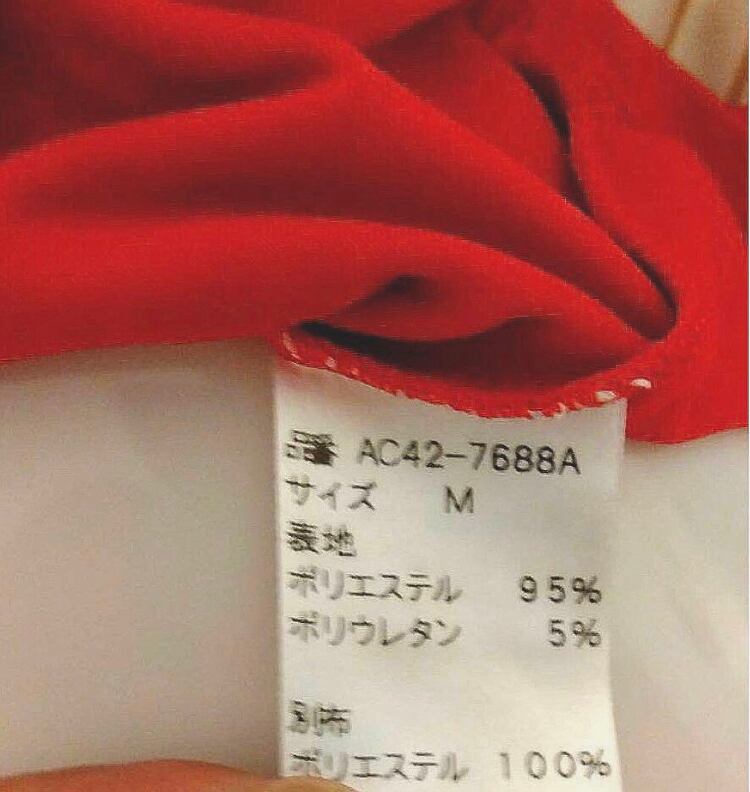 品番 AC42-7688A
サイズ M
表地
ポリエステル 95%
ポリウレタン 5%
別布
ポリエステル 100%